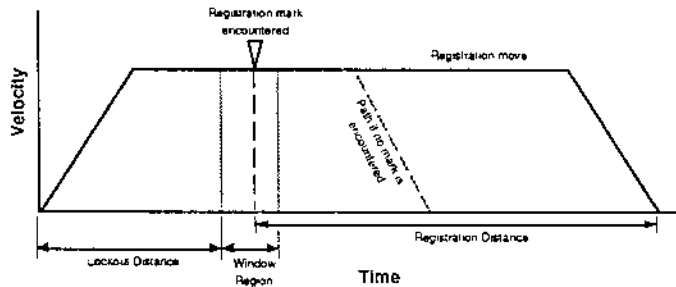 Registration mark
encountered
Registration move
Velocity
Path if no mark is
encountered
Registration Distance
Lockout Distance
Window
Region
Time